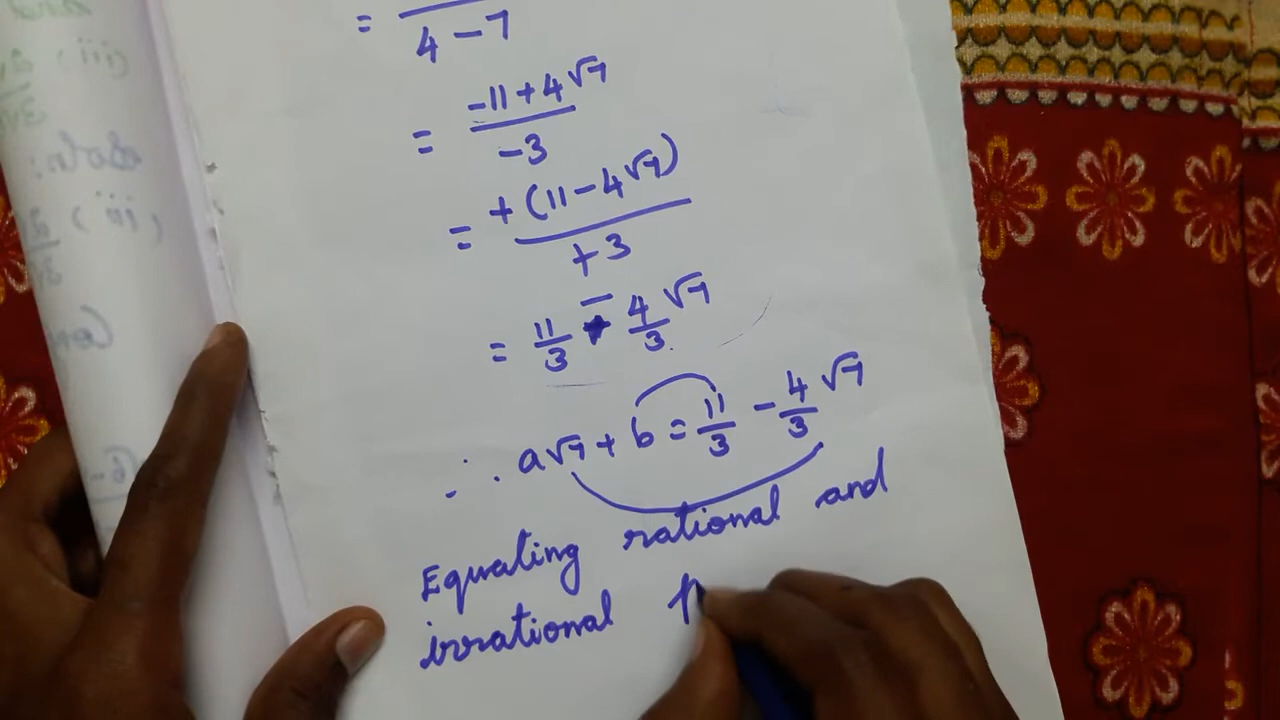 = 4 - 7
= -11 + 4√7 / -3
= + (11 - 4√7) / +3
= 11/3 - 4/3 √7
∴ a√7 + b = 11/3 - 4/3 √7
Equating rational and
irrational p